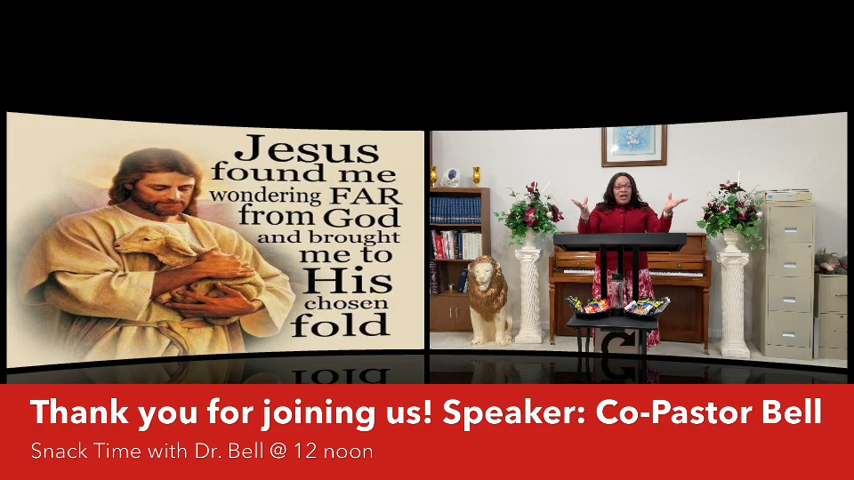 Jesus
found me
wondering FAR
from God
and brought
me to
His
chosen
fold
Thank you for joining us! Speaker: Co-Pastor Bell
Snack Time with Dr. Bell @ 12 noon